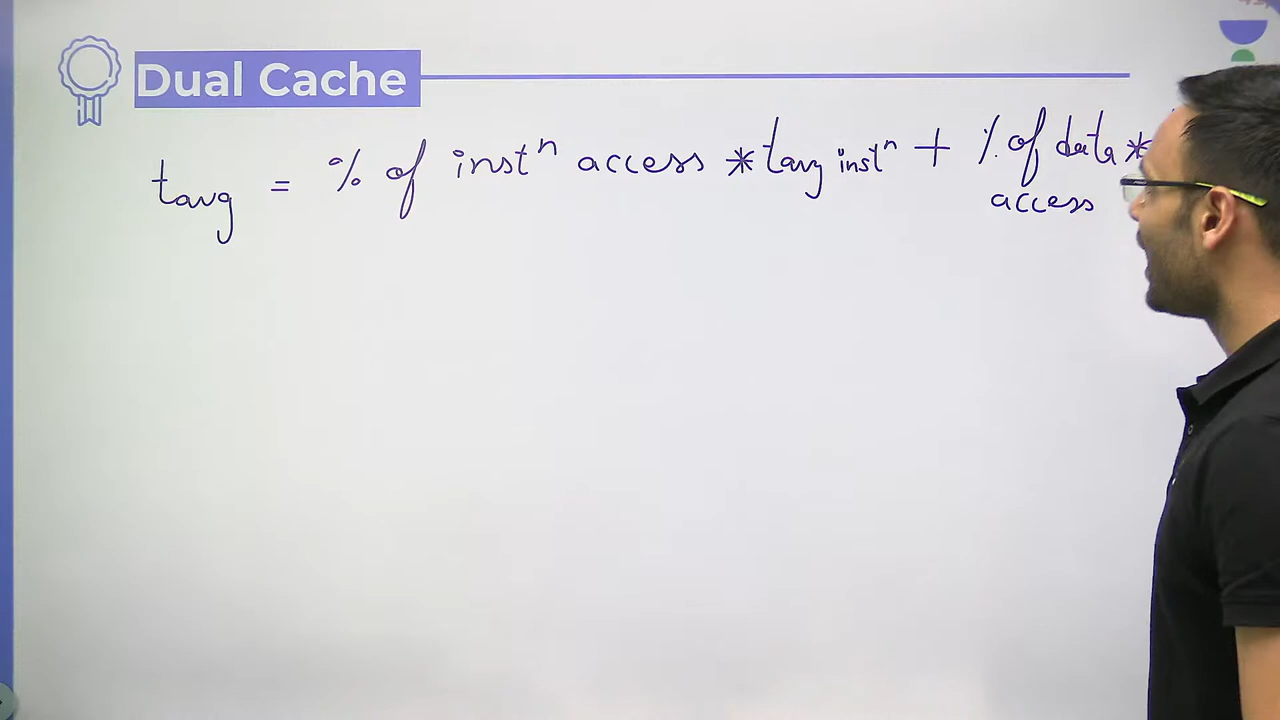 Dual Cache
tavg = % of instⁿ access * tavg instⁿ + % of data *
access